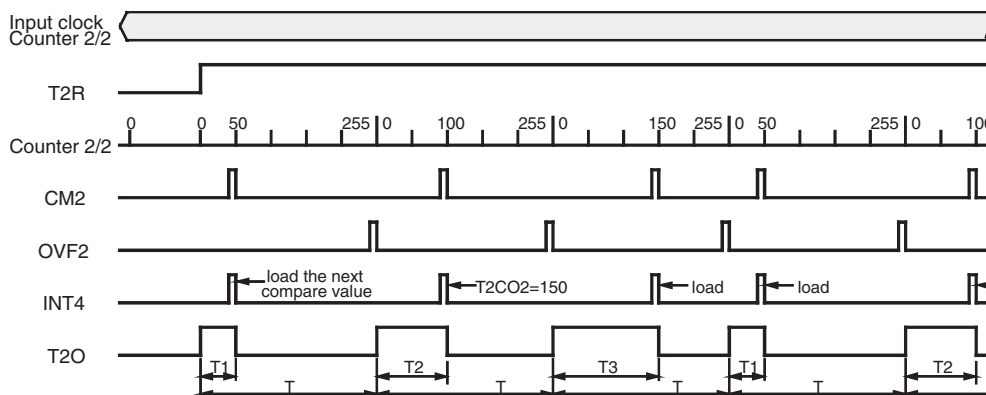 Input clock
Counter 2/2
T2R
0 0 50 255 0 100 255 0 150 255 0 50 255 0 100
Counter 2/2
CM2
OVF2
INT4
load the next
compare value
T2CO2=150
load
load
T2O
T1 T2 T3 T1 T2
T T T T